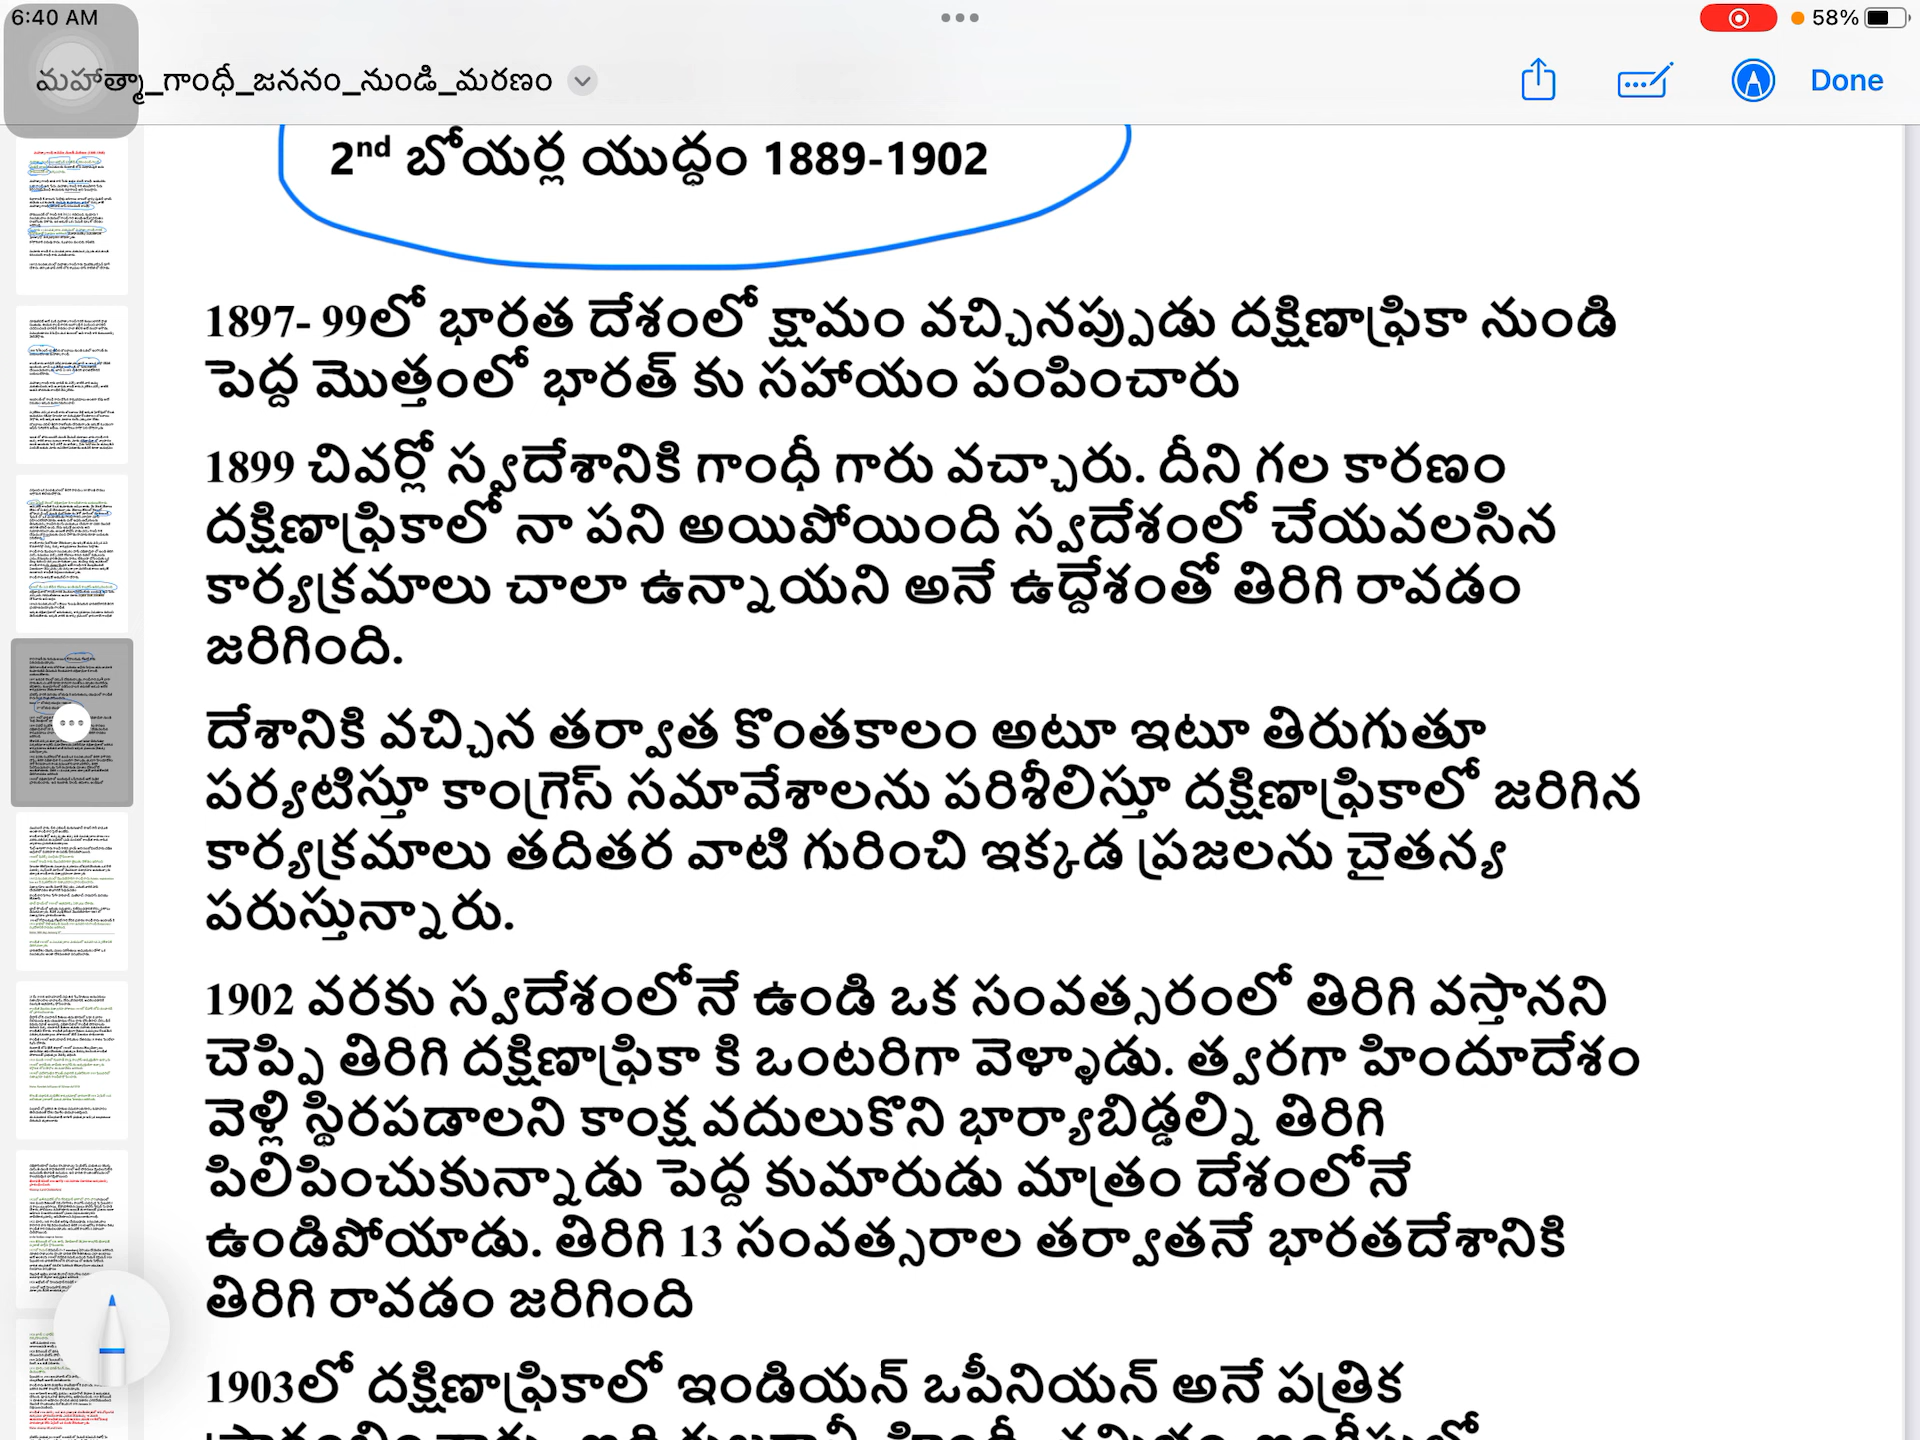 6:40 AM
58%
మహాత్మా_గాంధీ_జననం_నుండి_మరణం
Done
2nd బోయర్ల యుద్ధం 1889-1902
1897- 99లో భారత దేశంలో క్షామం వచ్చినప్పుడు దక్షిణాఫ్రికా నుండి
పెద్ద మొత్తంలో భారత్ కు సహాయం పంపించారు
1899 చివర్లో స్వదేశానికి గాంధీ గారు వచ్చారు. దీని గల కారణం
దక్షిణాఫ్రికాలో నా పని అయిపోయింది స్వదేశంలో చేయవలసిన
కార్యక్రమాలు చాలా ఉన్నాయని అనే ఉద్దేశంతో తిరిగి రావడం
జరిగింది.
దేశానికి వచ్చిన తర్వాత కొంతకాలం అటూ ఇటూ తిరుగుతూ
పర్యటిస్తూ కాంగ్రెస్ సమావేశాలను పరిశీలిస్తూ దక్షిణాఫ్రికాలో జరిగిన
కార్యక్రమాలు తదితర వాటి గురించి ఇక్కడ ప్రజలను చైతన్య
పరుస్తున్నారు.
1902 వరకు స్వదేశంలోనే ఉండి ఒక సంవత్సరంలో తిరిగి వస్తానని
చెప్పి తిరిగి దక్షిణాఫ్రికా కి ఒంటరిగా వెళ్ళాడు. త్వరగా హిందూదేశం
వెళ్లి స్థిరపడాలని కాంక్ష వదులుకొని భార్యాబిడ్డల్ని తిరిగి
పిలిపించుకున్నాడు పెద్ద కుమారుడు మాత్రం దేశంలోనే
ఉండిపోయాడు. తిరిగి 13 సంవత్సరాల తర్వాతనే భారతదేశానికి
తిరిగి రావడం జరిగింది
1903లో దక్షిణాఫ్రికాలో ఇండియన్ ఒపీనియన్ అనే పత్రిక